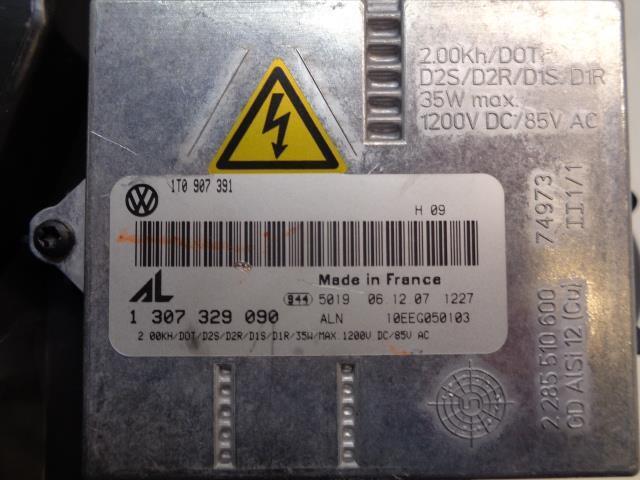 2.00Kh/DOT
D2S/D2R/D1S/D1R
35W max.
1200V DC/85V AC
1T0 907 391
H 09
Made in France
AL
944 5019 06.12.07 1227
1 307 329 090 ALN 10EEG050103
2 00KH/DOT/D2S/D2R/D1S/D1R/35W/MAX.1200V DC/85V AC
74973
II1/1
2 285 510 600
GD AlSi 12 (Cu)